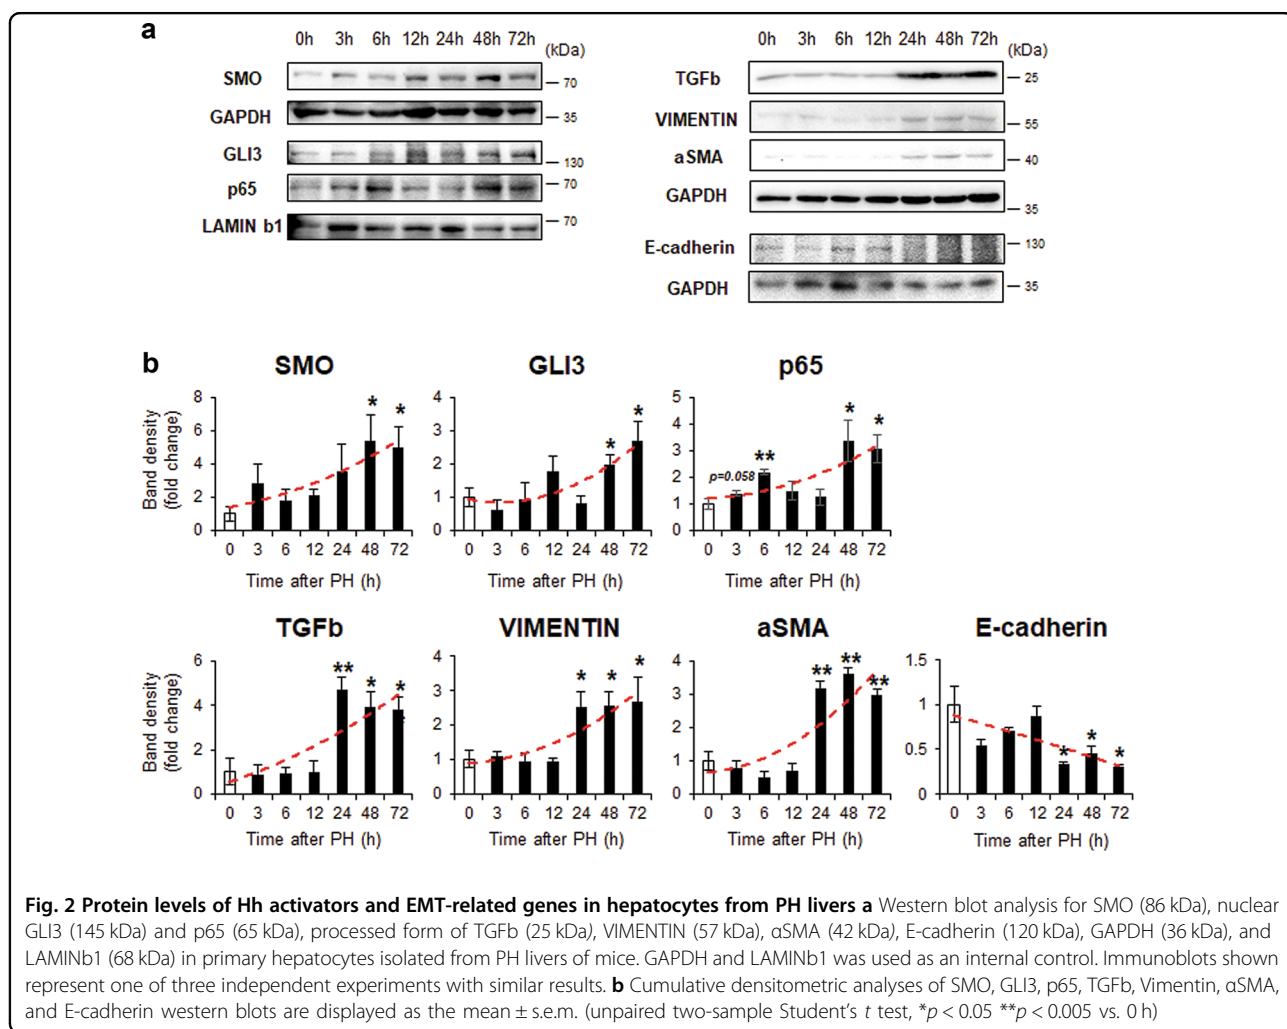 a
0h 3h 6h 12h 24h 48h 72h (kDa)
SMO 70
GAPDH 35
GLI3 130
p65 70
LAMIN b1 70
0h 3h 6h 12h 24h 48h 72h (kDa)
TGFb 25
VIMENTIN 55
aSMA 40
GAPDH 35
E-cadherin 130
GAPDH 35
b
SMO
Band density
(fold change)
8
6
4
2
0
* *
0 3 6 12 24 48 72
Time after PH (h)
GLI3
4
3
2
1
0
* *
0 3 6 12 24 48 72
Time after PH (h)
p65
5
4
3
2
1
0
p=0.058 ** * *
0 3 6 12 24 48 72
Time after PH (h)
TGFb
Band density
(fold change)
6
4
2
0
** * *
0 3 6 12 24 48 72
Time after PH (h)
VIMENTIN
4
3
2
1
0
* * *
0 3 6 12 24 48 72
Time after PH (h)
aSMA
4
3
2
1
0
** ** **
0 3 6 12 24 48 72
Time after PH (h)
E-cadherin
1.5
1
0.5
0
* * *
0 3 6 12 24 48 72
Time after PH (h)
Fig. 2 Protein levels of Hh activators and EMT-related genes in hepatocytes from PH livers a Western blot analysis for SMO (86 kDa), nuclear
GLI3 (145 kDa) and p65 (65 kDa), processed form of TGFb (25 kDa), VIMENTIN (57 kDa), αSMA (42 kDa), E-cadherin (120 kDa), GAPDH (36 kDa), and
LAMINb1 (68 kDa) in primary hepatocytes isolated from PH livers of mice. GAPDH and LAMINb1 was used as an internal control. Immunoblots shown
represent one of three independent experiments with similar results. b Cumulative densitometric analyses of SMO, GLI3, p65, TGFb, Vimentin, αSMA,
and E-cadherin western blots are displayed as the mean ± s.e.m. (unpaired two-sample Student's t test, *p < 0.05 **p < 0.005 vs. 0 h)